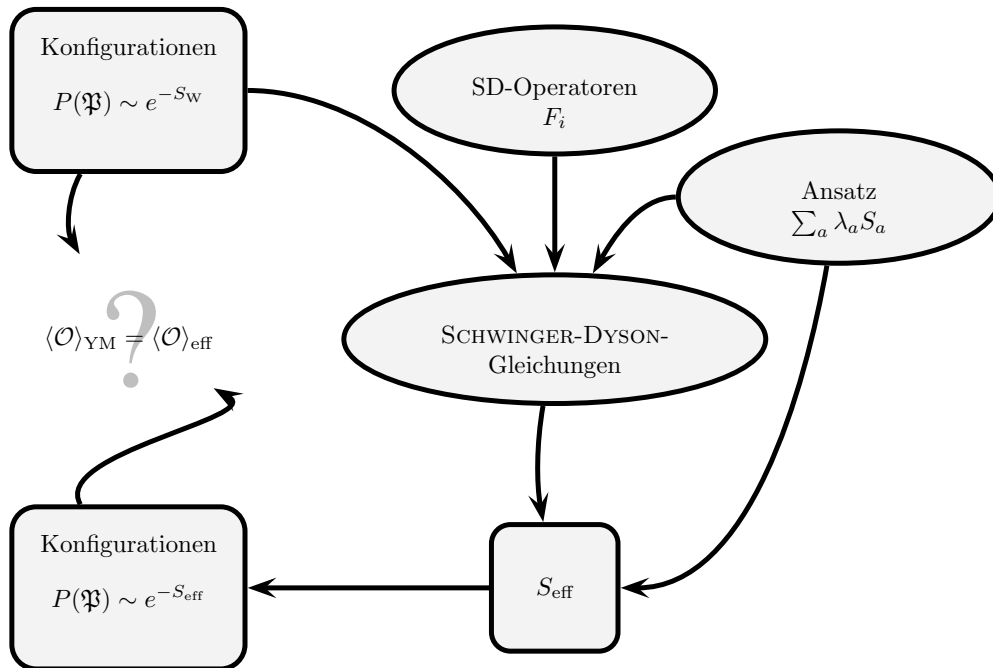 Konfigurationen
P(𝔓) ∼ e^{−S_W}
SD-Operatoren
F_i
Ansatz
∑_a λ_a S_a
SCHWINGER-DYSON-
Gleichungen
?
⟨𝒪⟩_YM = ⟨𝒪⟩_eff
Konfigurationen
P(𝔓) ∼ e^{−S_eff}
S_eff